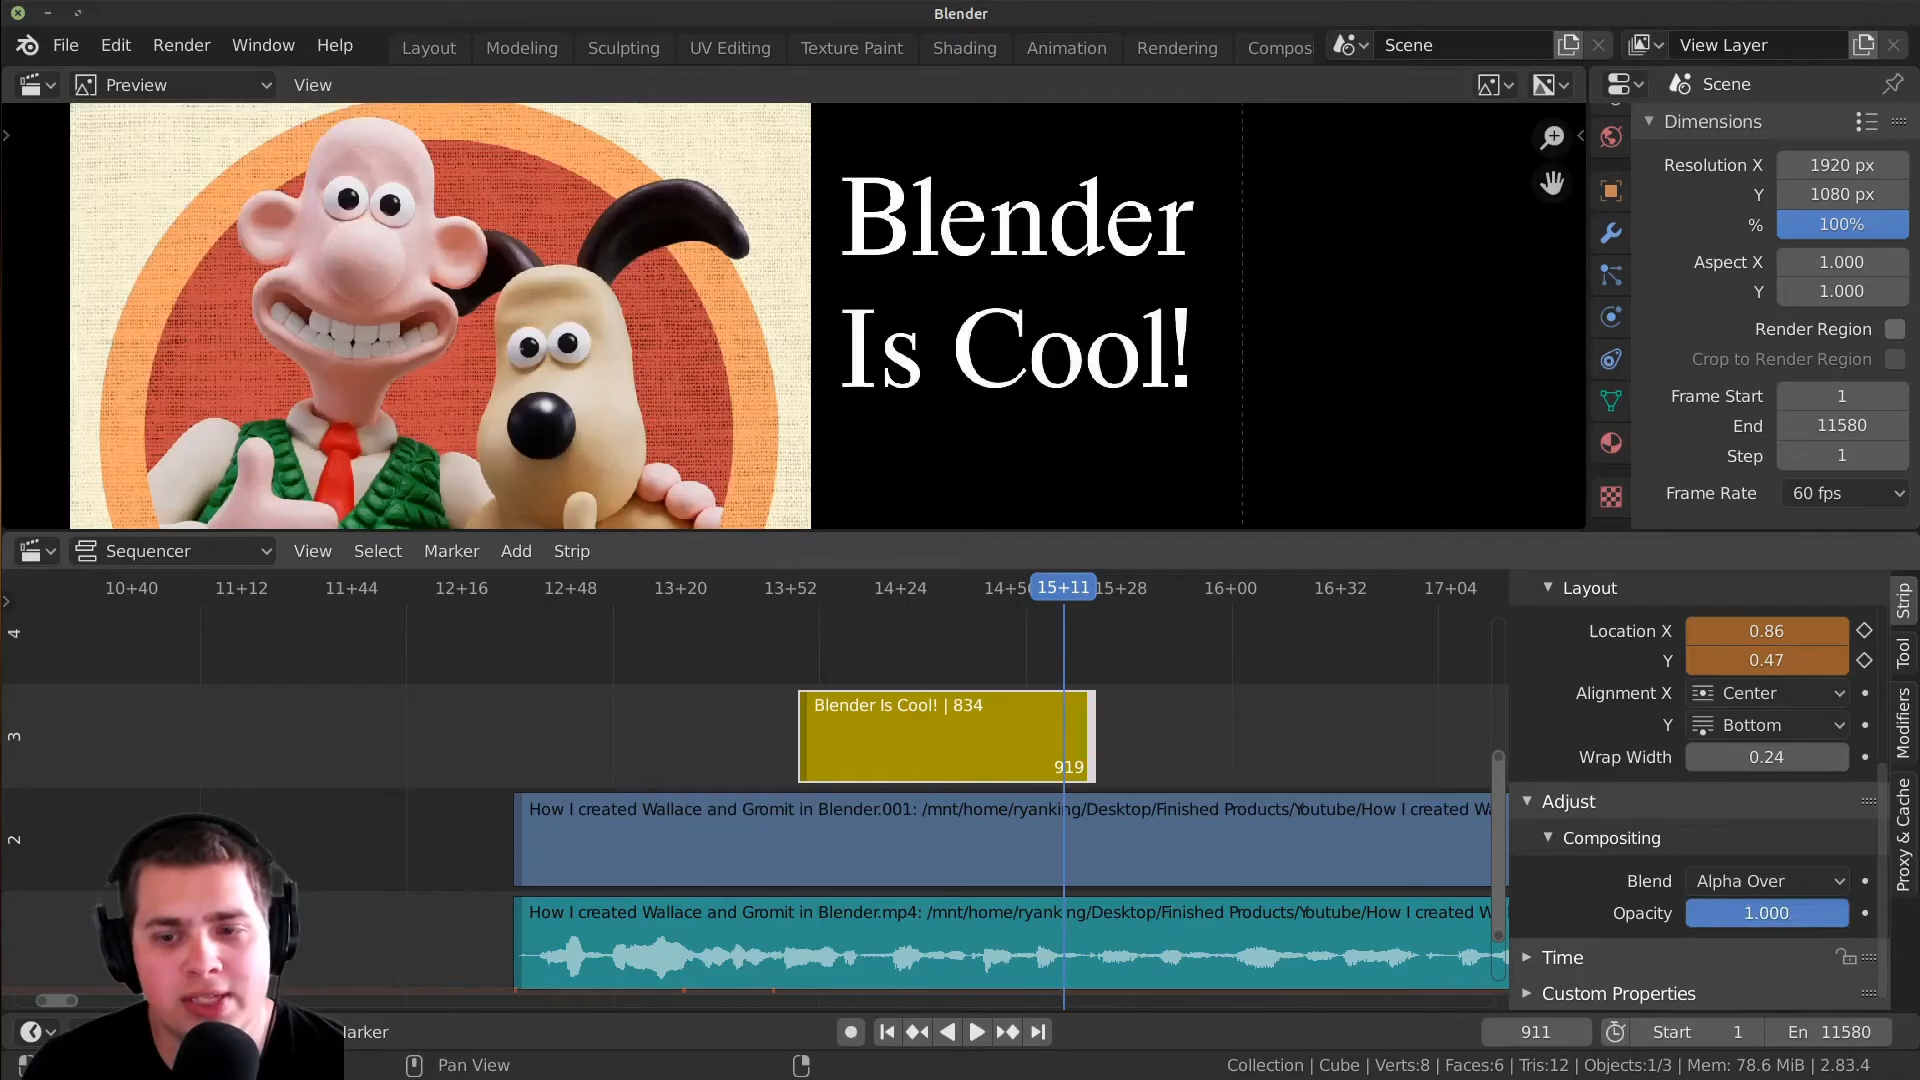 Blender
File Edit Render Window Help Layout Modeling Sculpting UV Editing Texture Paint Shading Animation Rendering Compos Scene View Layer
Preview View Scene
Dimensions
Resolution X 1920 px
Y 1080 px
% 100%
Aspect X 1.000
Y 1.000
Render Region
Crop to Render Region
Frame Start 1
End 11580
Step 1
Frame Rate 60 fps
Blender
Is Cool!
Sequencer View Select Marker Add Strip
10+40 11+12 11+44 12+16 12+48 13+20 13+52 14+24 14+5 15+11 15+28 16+00 16+32 17+04
4
3
2
Blender Is Cool! | 834
919
How I created Wallace and Gromit in Blender.001: /mnt/home/ryanking/Desktop/Finished Products/Youtube/How I created Wa
How I created Wallace and Gromit in Blender.mp4: /mnt/home/ryanking/Desktop/Finished Products/Youtube/How I created W
Layout
Location X 0.86
Y 0.47
Alignment X Center
Y Bottom
Wrap Width 0.24
Adjust
Compositing
Blend Alpha Over
Opacity 1.000
Time
Custom Properties
Strip
Tool
Modifiers
Proxy & Cache
larker 911 Start 1 En 11580
Pan View Collection | Cube | Verts:8 | Faces:6 | Tris:12 | Objects:1/3 | Mem: 78.6 MiB | 2.83.4